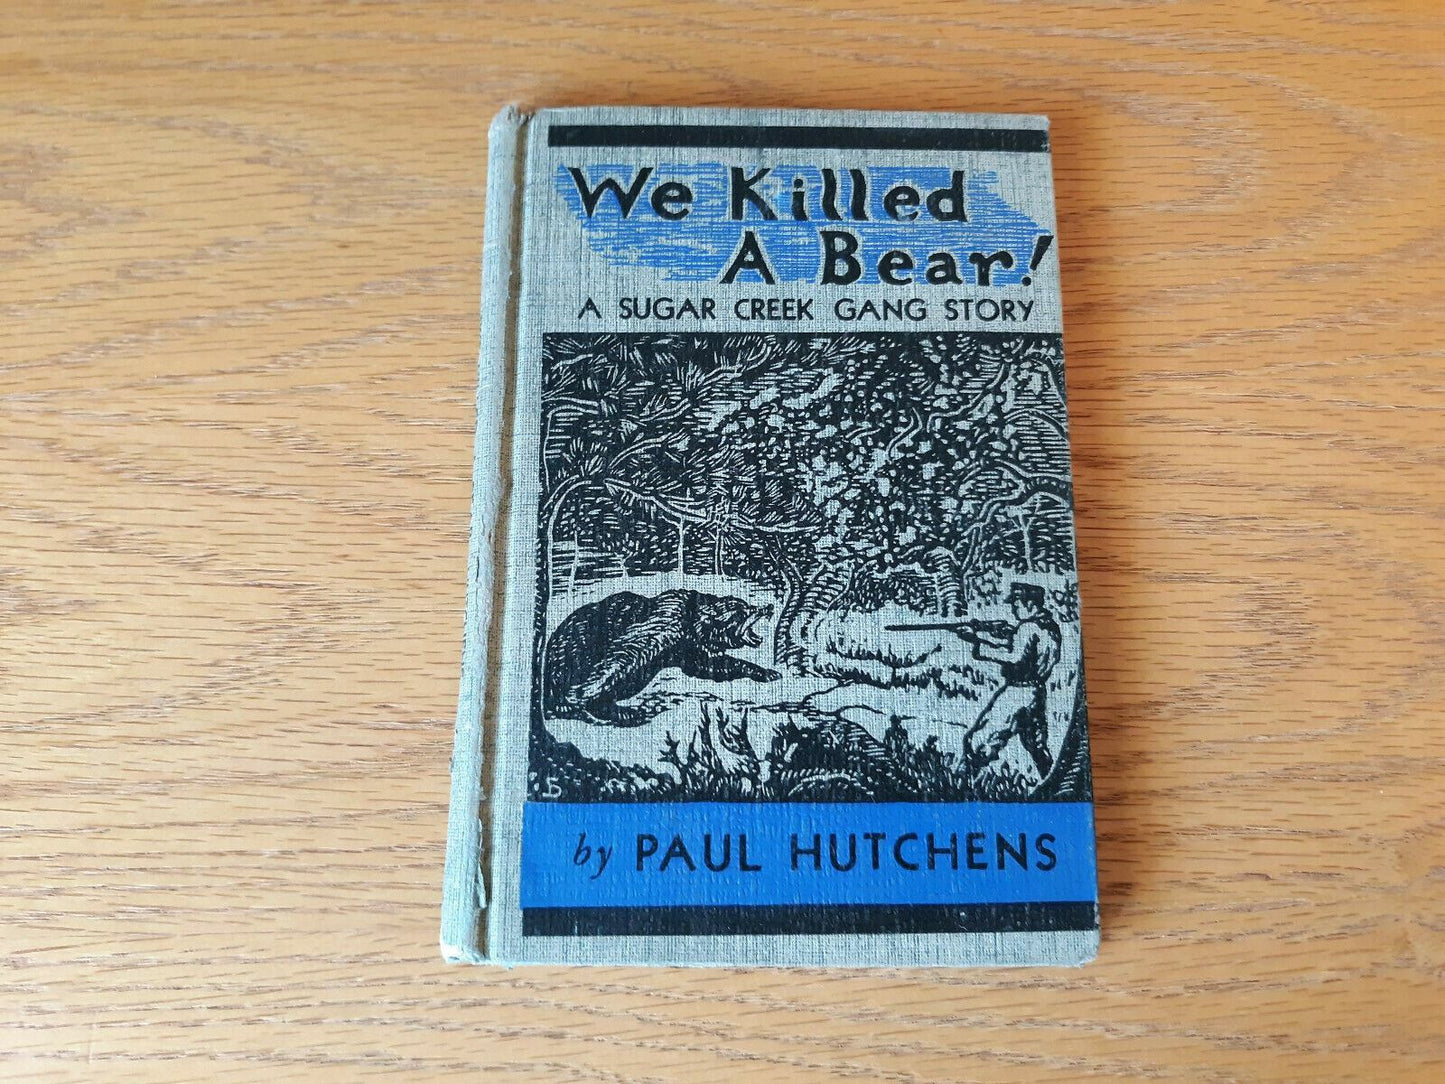 We Killed
A Bear!
A SUGAR CREEK GANG STORY
by PAUL HUTCHENS